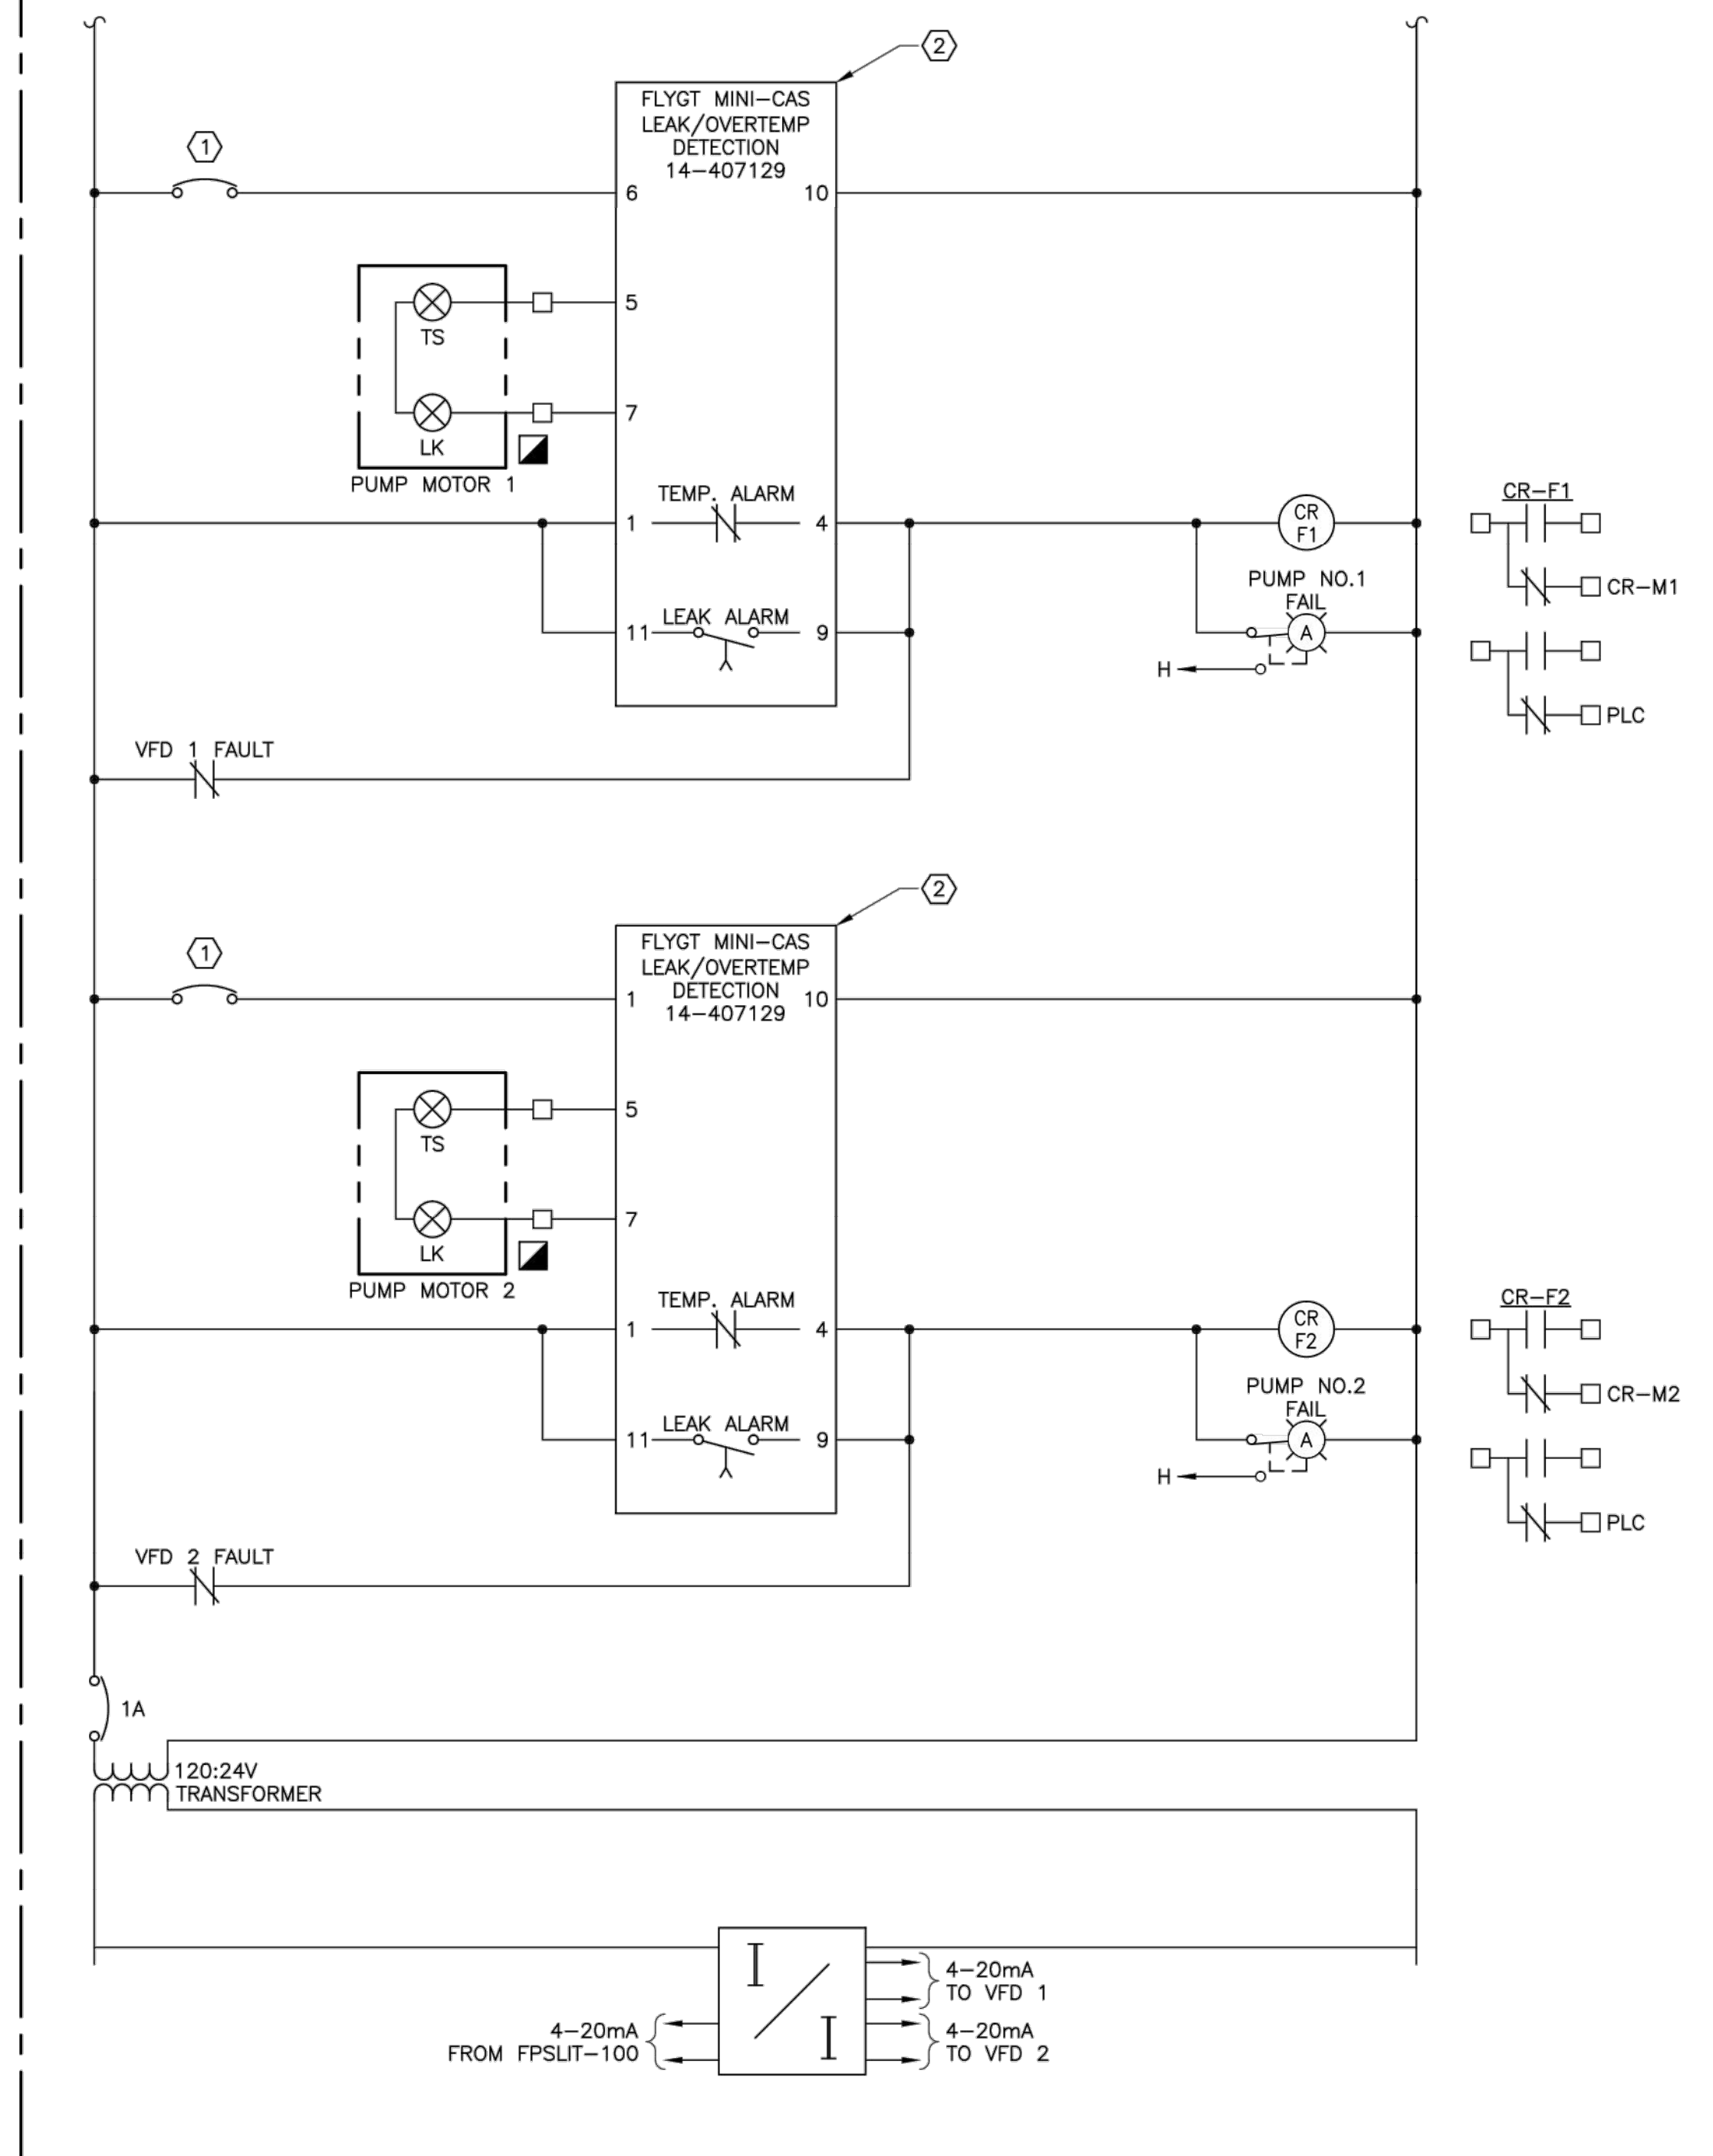 2
FLYGT MINI-CAS
LEAK/OVERTEMP
DETECTION
14-407129
1
6
10
5
TS
7
LK
PUMP MOTOR 1
TEMP. ALARM
1
4
CR
F1
CR-F1
PUMP NO.1
FAIL
CR-M1
LEAK ALARM
11
9
A
H
PLC
VFD 1 FAULT
2
FLYGT MINI-CAS
LEAK/OVERTEMP
DETECTION
14-407129
1
1
10
5
TS
7
LK
PUMP MOTOR 2
TEMP. ALARM
1
4
CR
F2
CR-F2
PUMP NO.2
FAIL
CR-M2
LEAK ALARM
11
9
A
H
PLC
VFD 2 FAULT
1A
120:24V
TRANSFORMER
I
I
4-20mA
TO VFD 1
4-20mA
FROM FPSLIT-100
4-20mA
TO VFD 2